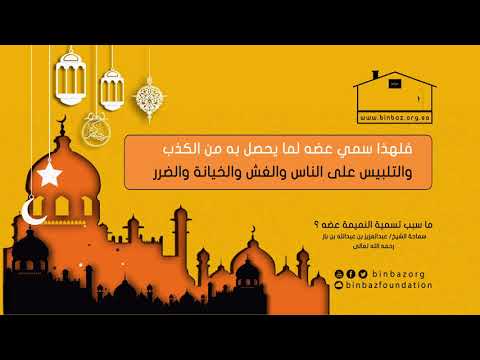 www.binbaz.org.sa
فلهذا سمي عضه لما يحصل به من الكذب
والتلبيس على الناس والغش والخيانة والضرر
ما سبب تسمية النميمة عضه ؟
سماحة الشيخ/ عبدالعزيز بن عبدالله بن باز
رحمه الله تعالى
binbazorg
binbazfoundation